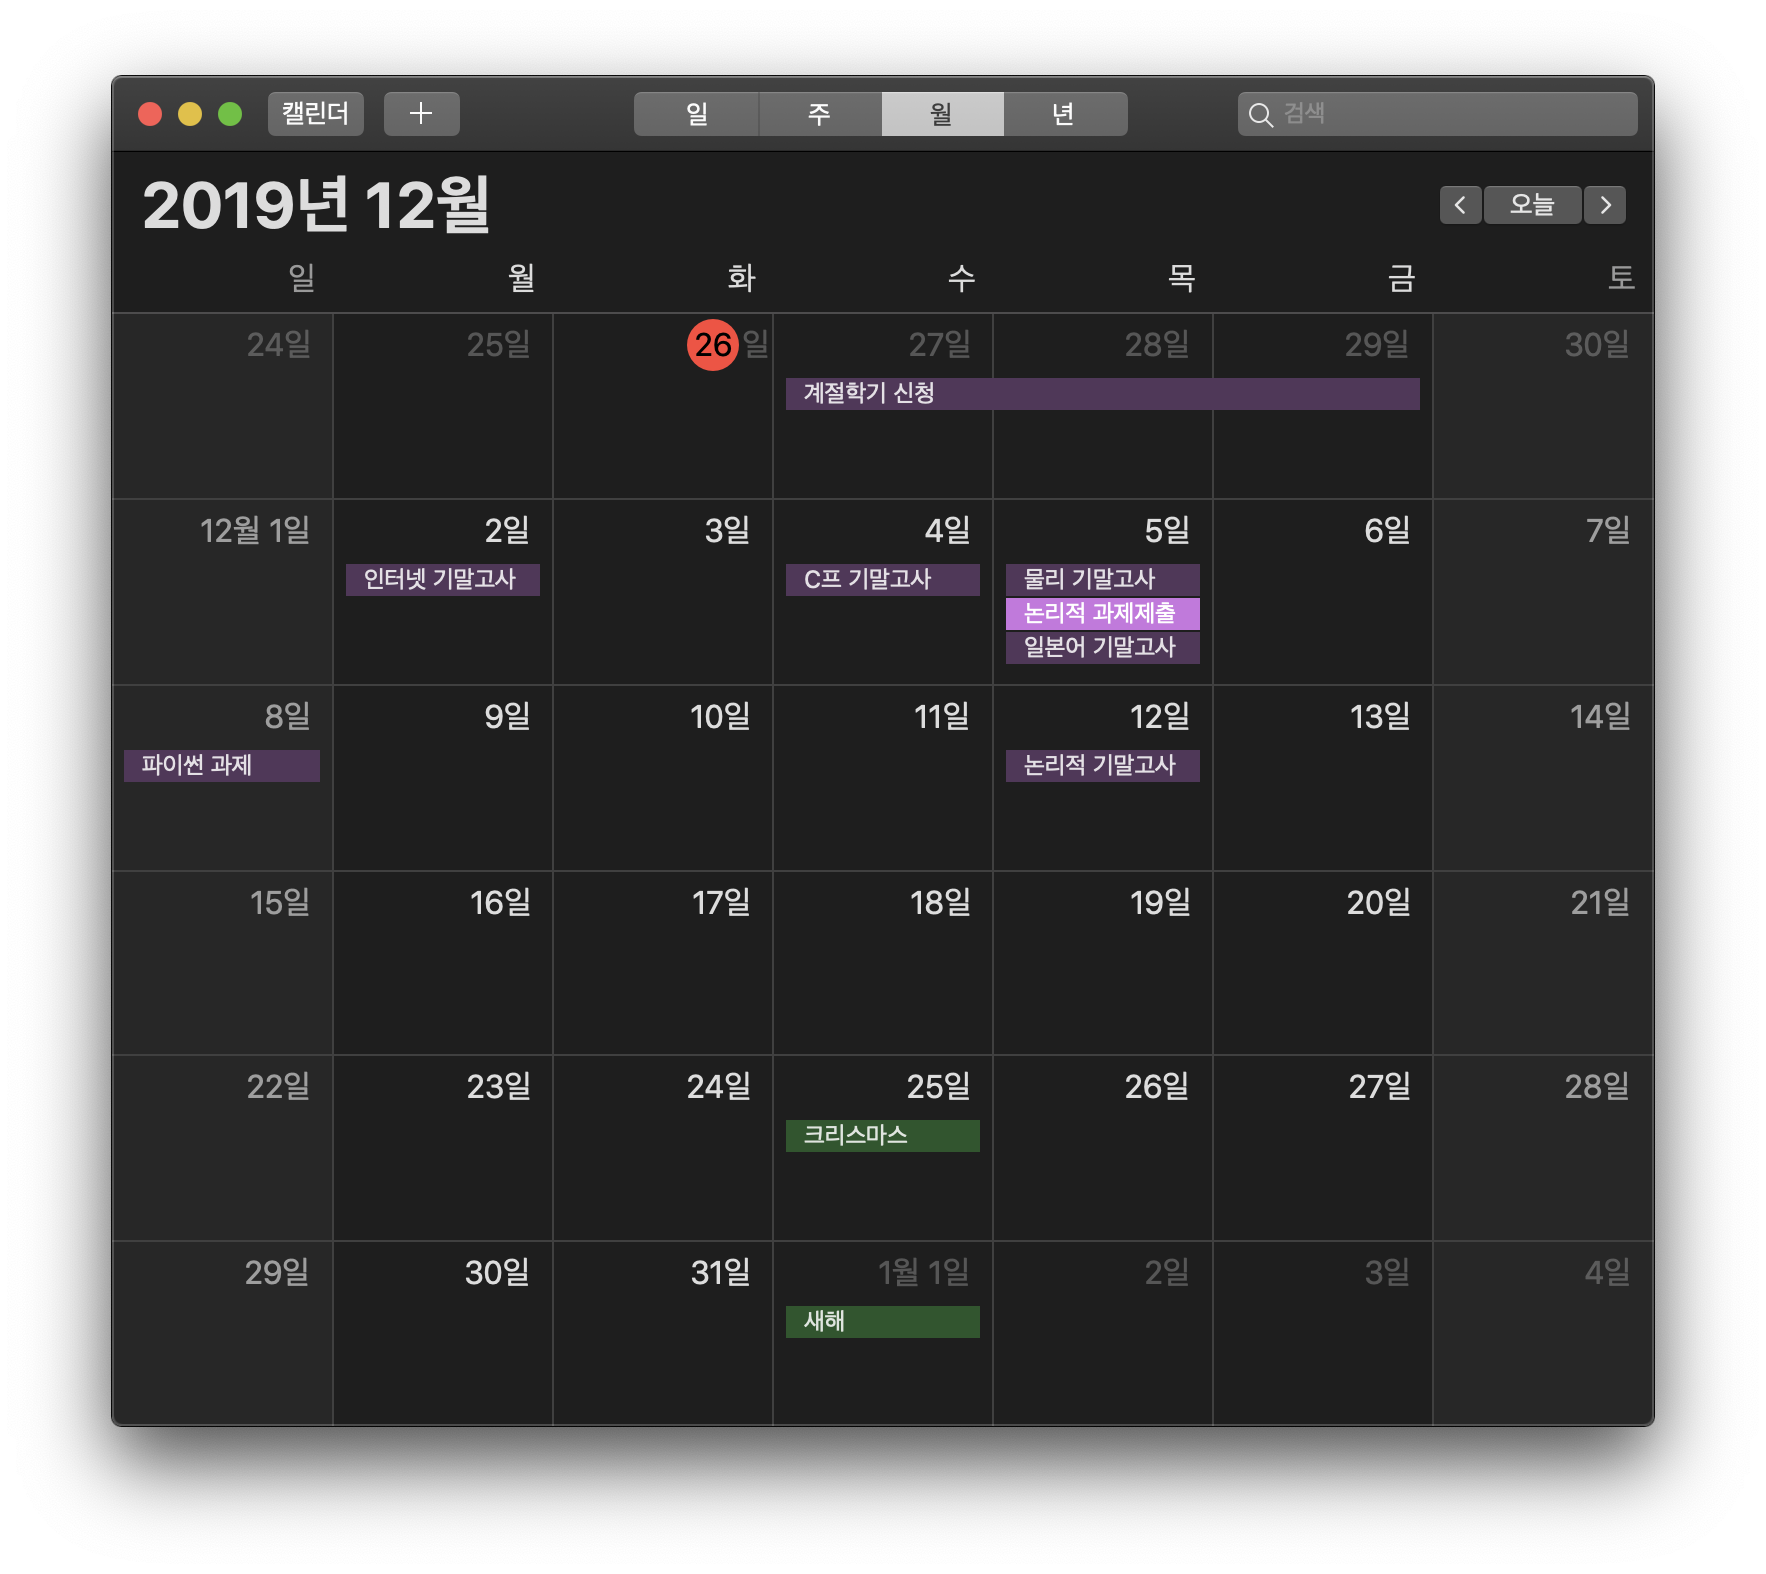 캘린더
일 주 월 년
검색
2019년 12월
오늘
일 월 화 수 목 금 토
24일 25일 26일 27일 28일 29일 30일
계절학기 신청
12월 1일 2일 3일 4일 5일 6일 7일
인터넷 기말고사 C프 기말고사 물리 기말고사
논리적 과제제출
일본어 기말고사
8일 9일 10일 11일 12일 13일 14일
파이썬 과제 논리적 기말고사
15일 16일 17일 18일 19일 20일 21일
22일 23일 24일 25일 26일 27일 28일
크리스마스
29일 30일 31일 1월 1일 2일 3일 4일
새해